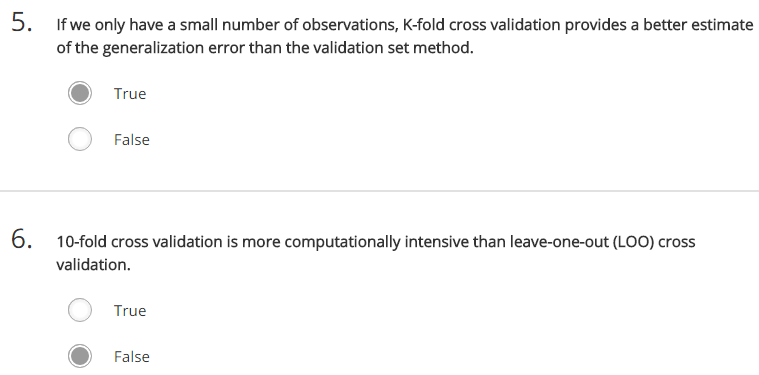 5. If we only have a small number of observations, K-fold cross validation provides a better estimate
of the generalization error than the validation set method.
True
False
6. 10-fold cross validation is more computationally intensive than leave-one-out (LOO) cross
validation.
True
False